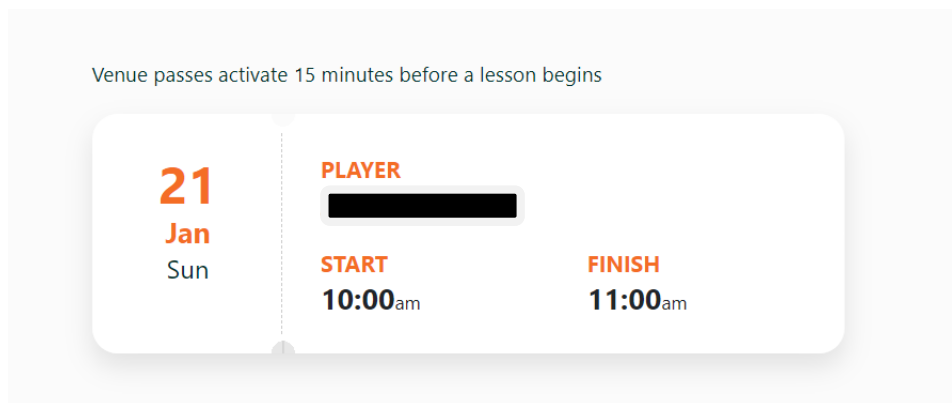 Venue passes activate 15 minutes before a lesson begins
21
Jan
Sun
PLAYER
START
FINISH
10:00am
11:00am